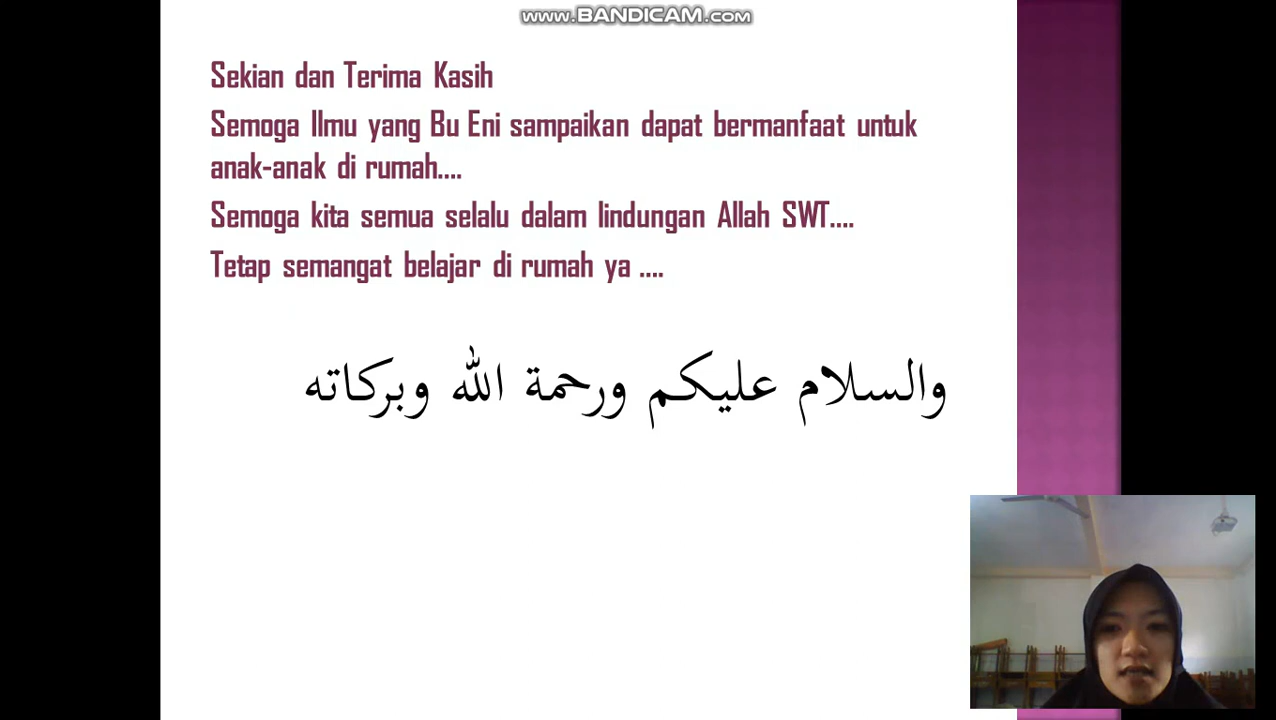 www.BANDICAM.com
Sekian dan Terima Kasih
Semoga Ilmu yang Bu Eni sampaikan dapat bermanfaat untuk
anak-anak di rumah....
Semoga kita semua selalu dalam lindungan Allah SWT....
Tetap semangat belajar di rumah ya ....
والسلام عليكم ورحمة الله وبركاته